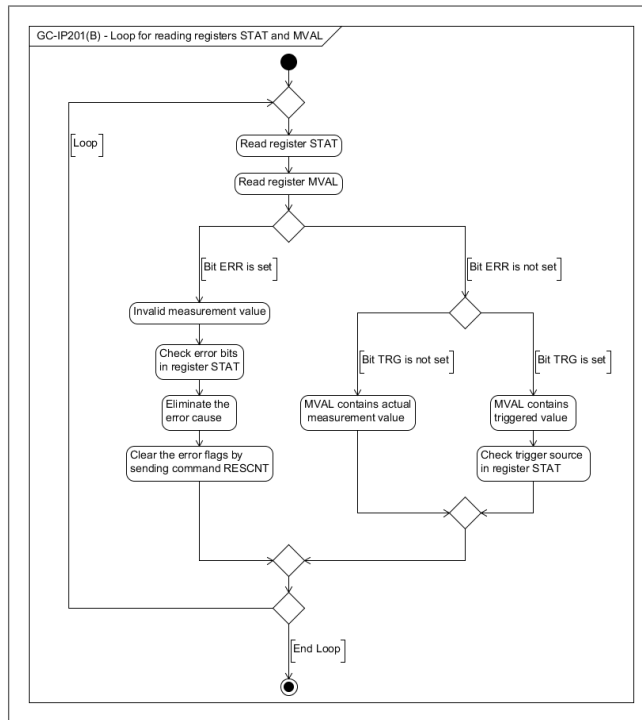 GC-IP201(B) - Loop for reading registers STAT and MVAL
[Loop]
Read register STAT
Read register MVAL
[Bit ERR is set]
[Bit ERR is not set]
Invalid measurement value
Check error bits
in register STAT
Eliminate the
error cause
Clear the error flags by
sending command RESCNT
[Bit TRG is not set]
[Bit TRG is set]
MVAL contains actual
measurement value
MVAL contains
triggered value
Check trigger source
in register STAT
[End Loop]